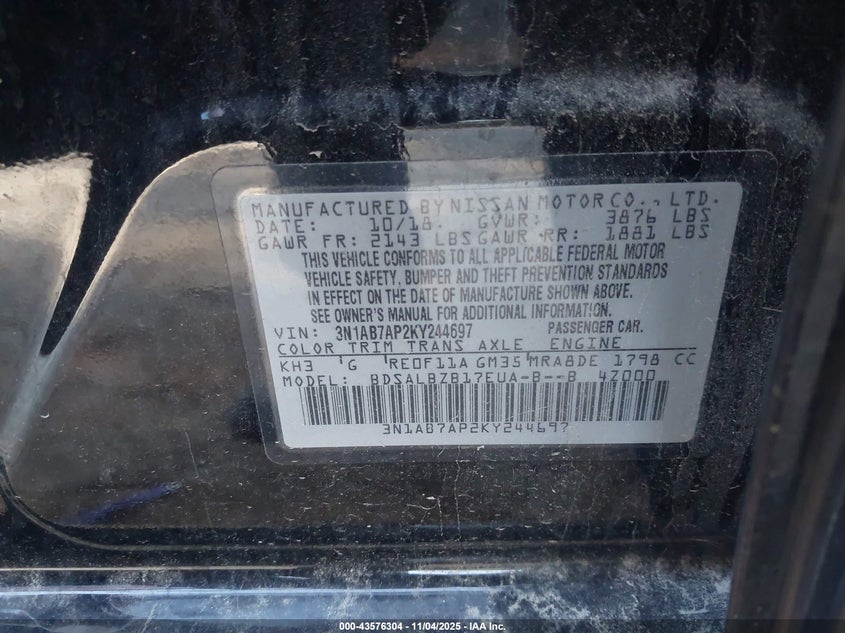 MANUFACTURED BY NISSAN MOTOR CO., LTD.
DATE: 10/18. GVWR: 3876 LBS
GAWR FR: 2143 LBS GAWR RR: 1881 LBS
THIS VEHICLE CONFORMS TO ALL APPLICABLE FEDERAL MOTOR
VEHICLE SAFETY, BUMPER AND THEFT PREVENTION STANDARDS
IN EFFECT ON THE DATE OF MANUFACTURE SHOWN ABOVE.
SEE OWNER'S MANUAL FOR ADDITIONAL INFORMATION.
VIN: 3N1AB7AP2KY244697 PASSENGER CAR.
COLOR TRIM TRANS AXLE ENGINE
KH3 'G RE0F11A GM35'MRA8DE 1798 CC
MODEL: BDSALBZB17EUA-B--B 4Z000
3N1AB7AP2KY244697
000-43576304 - 11/04/2025 - IAA Inc.